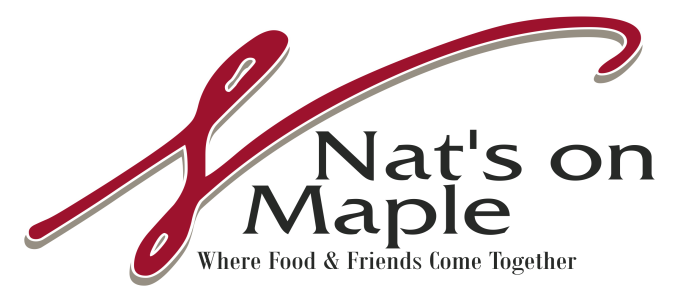 Nat's on
Maple
Where Food & Friends Come Together